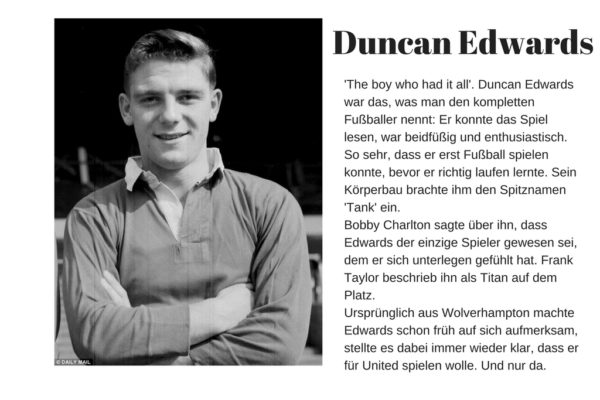 Duncan Edwards
'The boy who had it all'. Duncan Edwards
war das, was man den kompletten
Fußballer nennt: Er konnte das Spiel
lesen, war beidfüßig und enthusiastisch.
So sehr, dass er erst Fußball spielen
konnte, bevor er richtig laufen lernte. Sein
Körperbau brachte ihm den Spitznamen
'Tank' ein.
Bobby Charlton sagte über ihn, dass
Edwards der einzige Spieler gewesen sei,
dem er sich unterlegen gefühlt hat. Frank
Taylor beschrieb ihn als Titan auf dem
Platz.
Ursprünglich aus Wolverhampton machte
Edwards schon früh auf sich aufmerksam,
stellte es dabei immer wieder klar, dass er
für United spielen wolle. Und nur da.
© DAILY MAIL